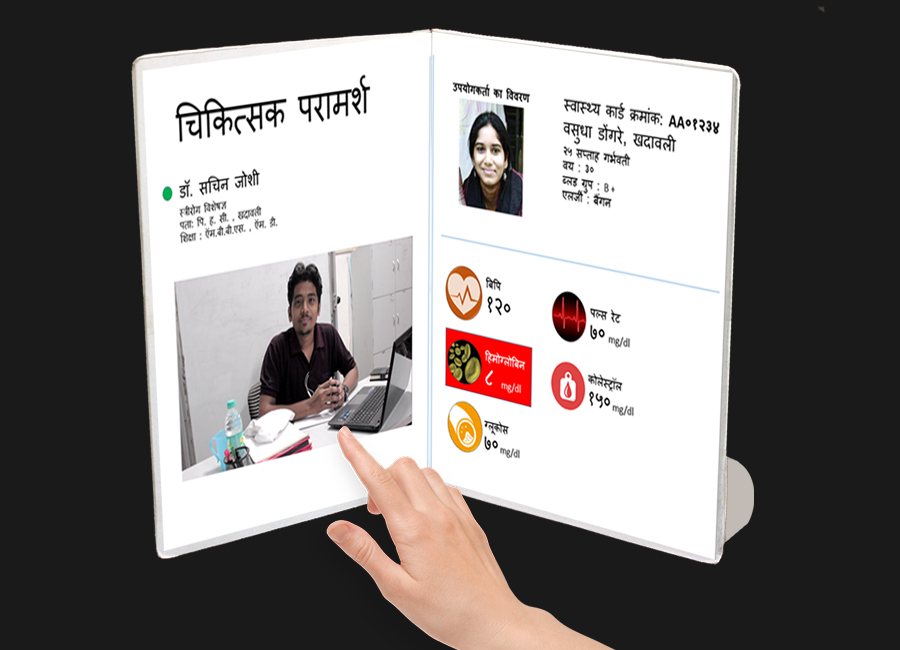 चिकित्सक परामर्श
डॉ. सचिन जोशी
स्त्रीरोग विशेषज्ञ
पता: पि. ह. सी. , खदावली
शिक्षा : ऍम.बी.बी.एस. , ऍम. डी.
उपयोगकर्ता का विवरण
स्वास्थ्य कार्ड क्रमांक: AA०१२३४
वसुधा डोंगरे, खदावली
२५ सप्ताह गर्भवती
वय : ३०
ब्लड ग्रुप : B+
एलर्जी : बैंगन
बिपि
१२०
पल्स रेट
७० mg/dl
हिमोग्लोबिन
८ mg/dl
कोलेस्ट्रॉल
१५० mg/dl
ग्लूकोस
७० mg/dl